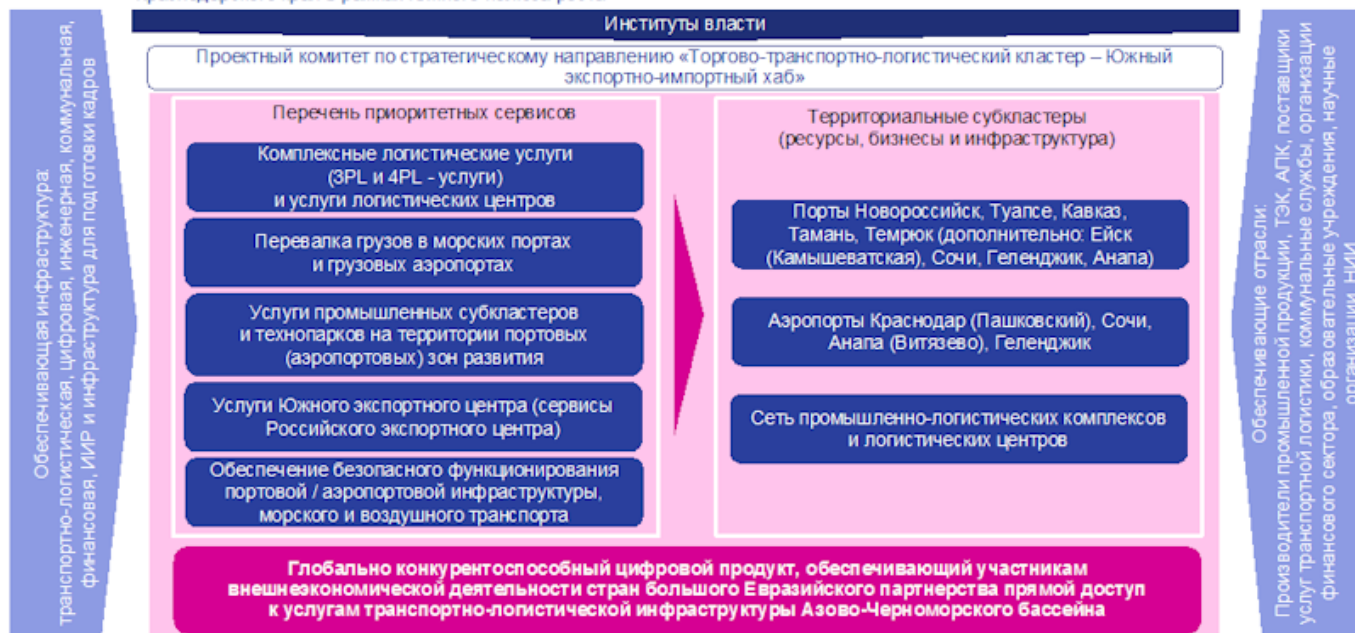 Институты власти
Проектный комитет по стратегическому направлению «Торгово-транспортно-логистический кластер – Южный
экспортно-импортный хаб»
Обеспечивающая инфраструктура:
транспортно-логистическая, цифровая, инженерная, коммунальная,
финансовая, ИИР и инфраструктура для подготовки кадров
Перечень приоритетных сервисов
Комплексные логистические услуги
(3PL и 4PL - услуги)
и услуги логистических центров
Перевалка грузов в морских портах
и грузовых аэропортах
Услуги промышленных субкластеров
и технопарков на территории портовых
(аэропортовых) зон развития
Услуги Южного экспортного центра (сервисы
Российского экспортного центра)
Обеспечение безопасного функционирования
портовой / аэропортовой инфраструктуры,
морского и воздушного транспорта
Территориальные субкластеры
(ресурсы, бизнесы и инфраструктура)
Порты Новороссийск, Туапсе, Кавказ,
Тамань, Темрюк (дополнительно: Ейск
(Камышеватская), Сочи, Геленджик, Анапа)
Аэропорты Краснодар (Пашковский), Сочи,
Анапа (Витязево), Геленджик
Сеть промышленно-логистических комплексов
и логистических центров
Глобально конкурентоспособный цифровой продукт, обеспечивающий участникам
внешнеэкономической деятельности стран большого Евразийского партнерства прямой доступ
к услугам транспортно-логистической инфраструктуры Азово-Черноморского бассейна
Обеспечивающие отрасли:
Производители промышленной продукции, ТЭК, АПК, поставщики
услуг транспортной логистики, коммунальные службы, организации
финансового сектора, образовательные учреждения, научные
организации, НИИ